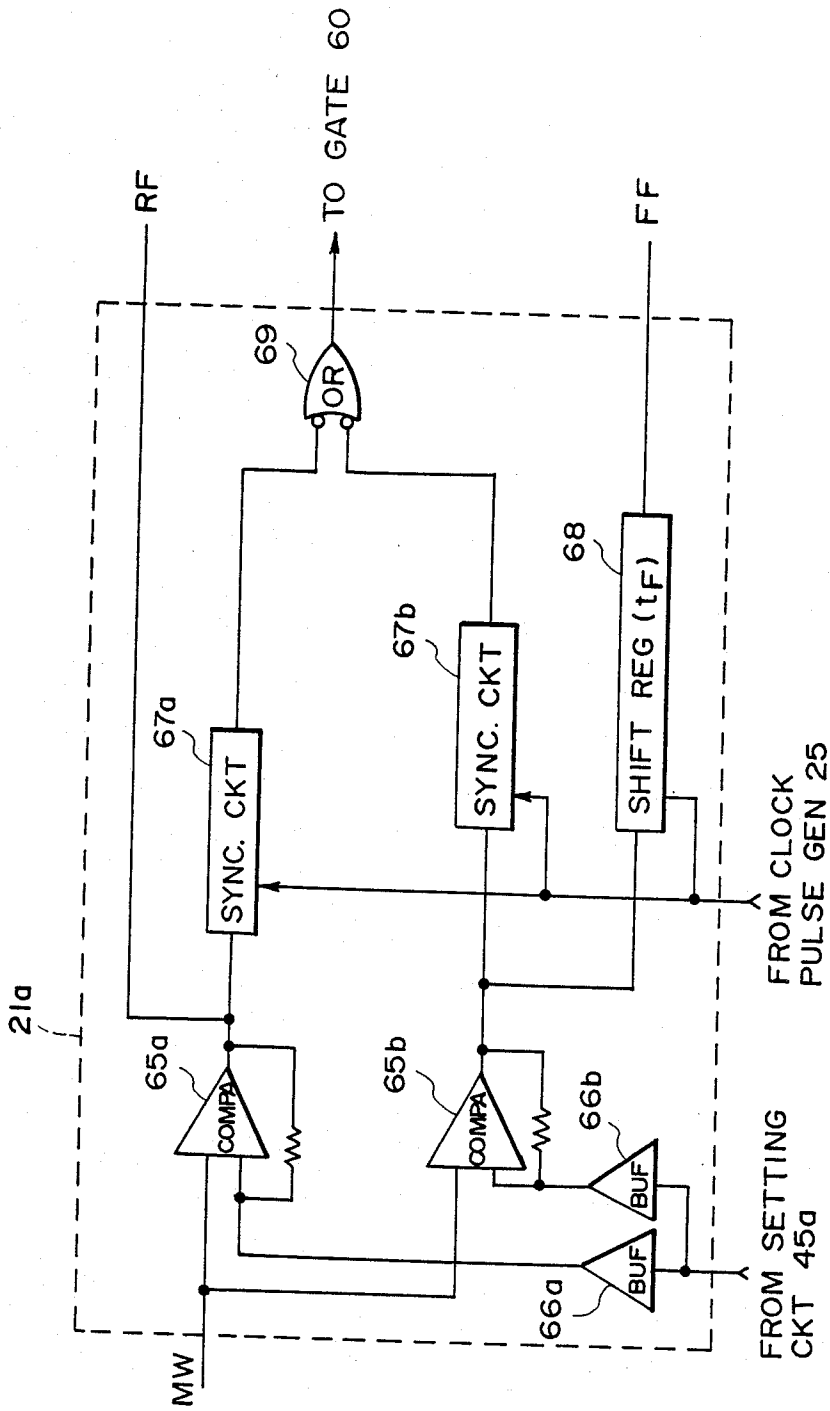 21a
MW
65a
COMPA
65b
COMPA
66a
BUF
66b
BUF
FROM SETTING
CKT 45a
67a
SYNC. CKT
67b
SYNC. CKT
68
SHIFT REG (tF)
FROM CLOCK
PULSE GEN 25
69
OR
RF
TO GATE 60
FF